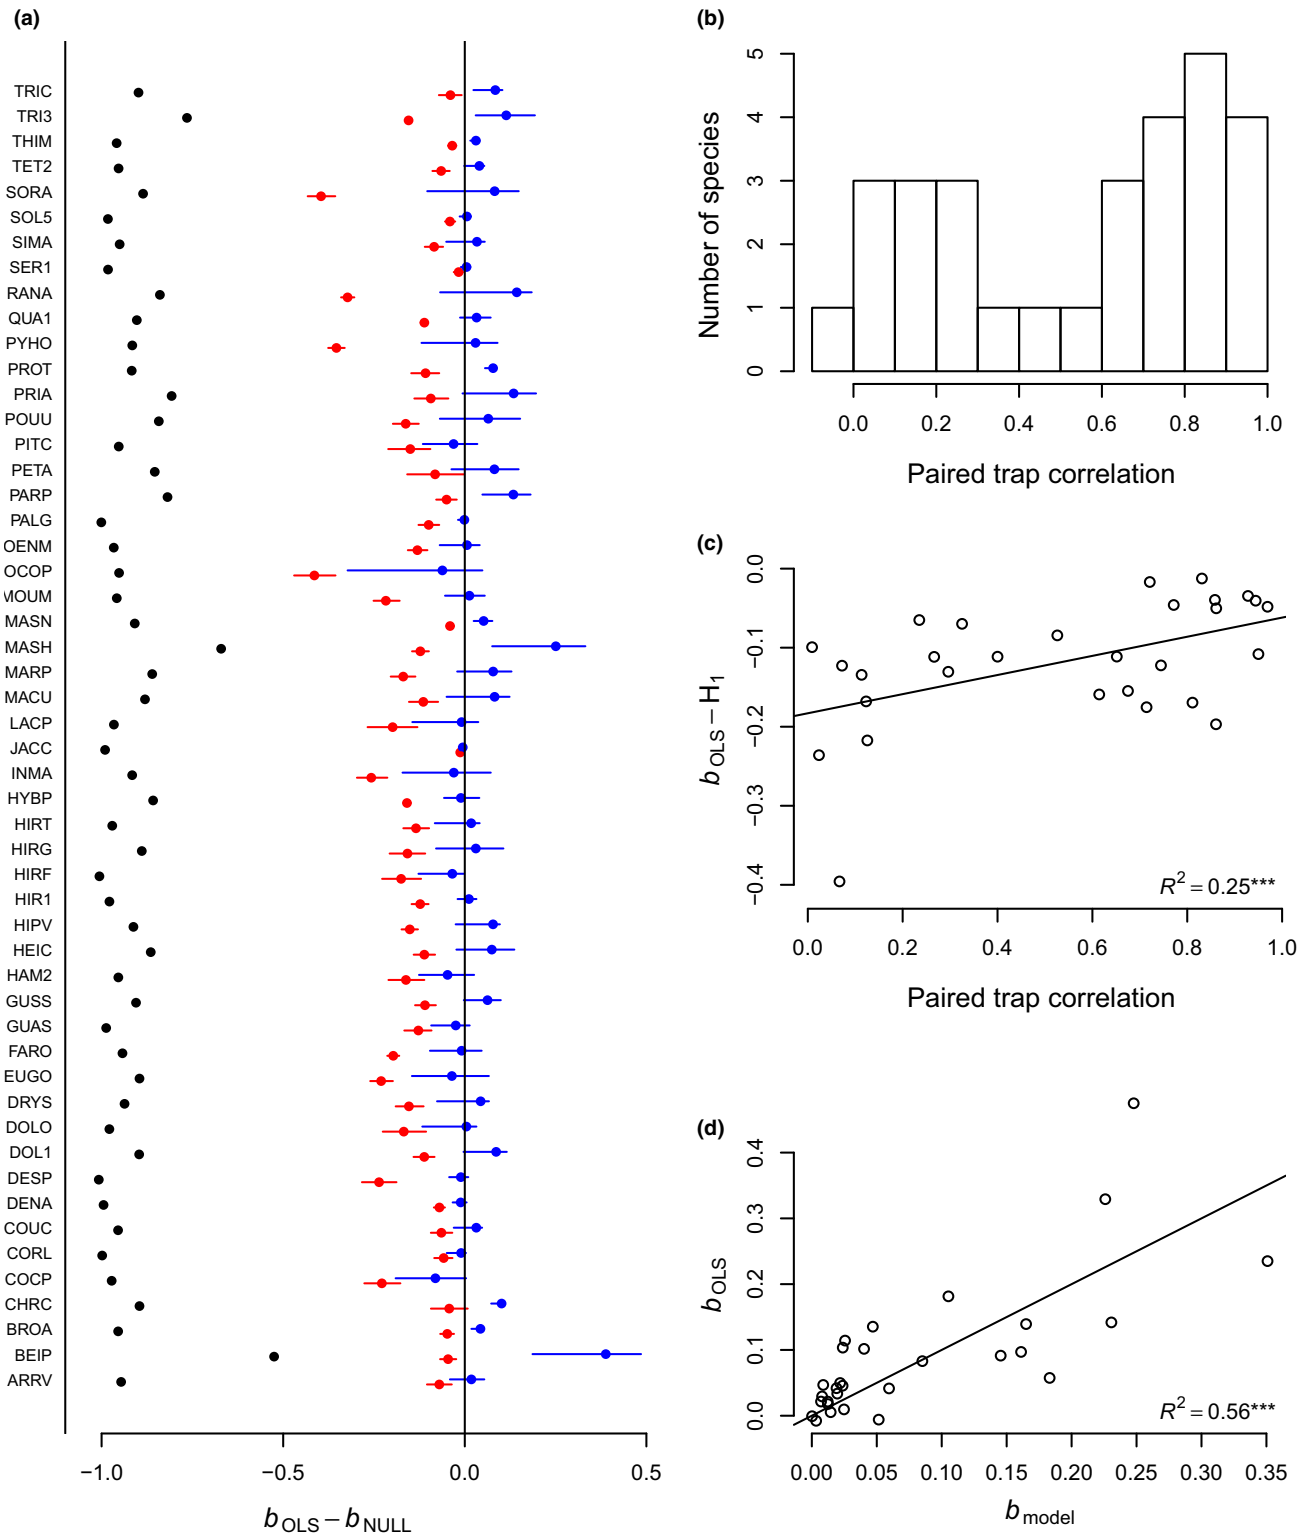 (a)
TRIC
TRI3
THIM
TET2
SORA
SOL5
SIMA
SER1
RANA
QUA1
PYHO
PROT
PRIA
POUU
PITC
PETA
PARP
PALG
OENM
OCOP
MOUM
MASN
MASH
MARP
MACU
LACP
JACC
INMA
HYBP
HIRT
HIRG
HIRF
HIR1
HIPV
HEIC
HAM2
GUSS
GUAS
FARO
EUGO
DRYS
DOLO
DOL1
DESP
DENA
COUC
CORL
COCP
CHRC
BROA
BEIP
ARRV
−1.0 −0.5 0.0 0.5
b OLS − b NULL
(b)
Number of species
5
4
3
2
1
0
0.0 0.2 0.4 0.6 0.8 1.0
Paired trap correlation
(c)
b OLS − H1
0.0
−0.1
−0.2
−0.3
−0.4
R² = 0.25***
0.0 0.2 0.4 0.6 0.8 1.0
Paired trap correlation
(d)
b OLS
0.4
0.3
0.2
0.1
0.0
R² = 0.56***
0.00 0.05 0.10 0.15 0.20 0.25 0.30 0.35
b model